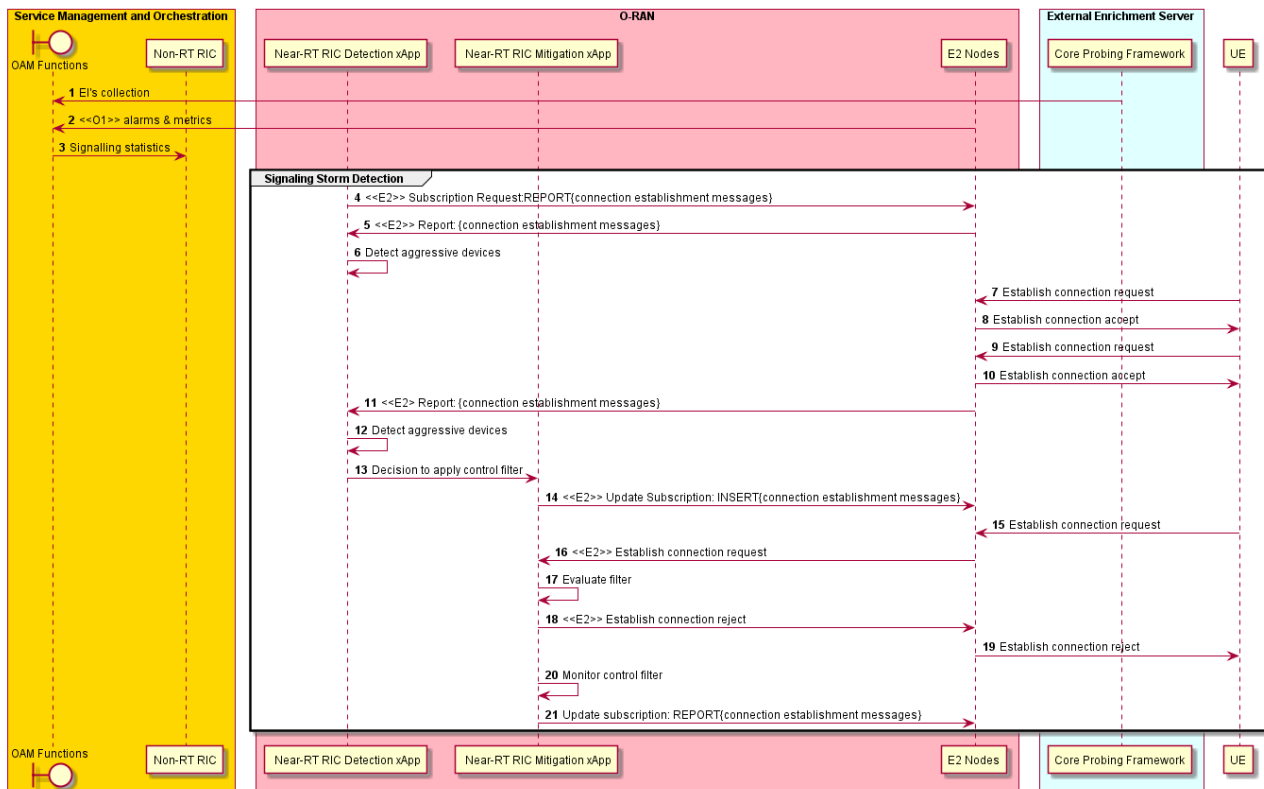 Service Management and Orchestration
O-RAN
External Enrichment Server
OAM Functions
Non-RT RIC
Near-RT RIC Detection xApp
Near-RT RIC Mitigation xApp
E2 Nodes
Core Probing Framework
UE
1 EI's collection
2 <<O1>> alarms & metrics
3 Signalling statistics
Signaling Storm Detection
4 <<E2>> Subscription Request:REPORT{connection establishment messages}
5 <<E2>> Report: {connection establishment messages}
6 Detect aggressive devices
7 Establish connection request
8 Establish connection accept
9 Establish connection request
10 Establish connection accept
11 <<E2> Report: {connection establishment messages}
12 Detect aggressive devices
13 Decision to apply control filter
14 <<E2>> Update Subscription: INSERT{connection establishment messages}
15 Establish connection request
16 <<E2>> Establish connection request
17 Evaluate filter
18 <<E2>> Establish connection reject
19 Establish connection reject
20 Monitor control filter
21 Update subscription: REPORT{connection establishment messages}
OAM Functions
Non-RT RIC
Near-RT RIC Detection xApp
Near-RT RIC Mitigation xApp
E2 Nodes
Core Probing Framework
UE